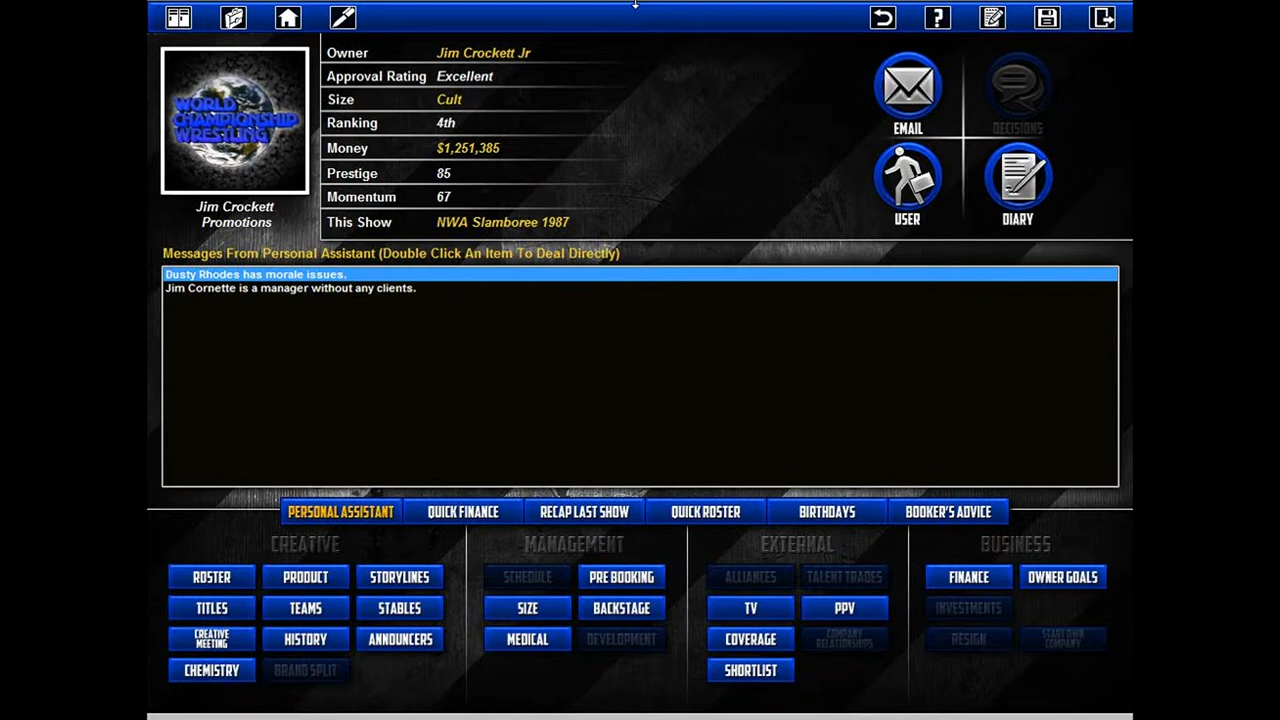 Owner Jim Crockett Jr
Approval Rating Excellent
Size Cult
Ranking 4th
Money $1,251,385
Prestige 85
Momentum 67
This Show NWA Slamboree 1987
WORLD
CHAMPIONSHIP
WRESTLING
Jim Crockett
Promotions
EMAIL
DECISIONS
USER
DIARY
Messages From Personal Assistant (Double Click An Item To Deal Directly)
Dusty Rhodes has morale issues.
Jim Cornette is a manager without any clients.
PERSONAL ASSISTANT QUICK FINANCE RECAP LAST SHOW QUICK ROSTER BIRTHDAYS BOOKER'S ADVICE
CREATIVE MANAGEMENT EXTERNAL BUSINESS
ROSTER PRODUCT STORYLINES SCHEDULE PRE BOOKING ALLIANCES TALENT TRADES FINANCE OWNER GOALS
TITLES TEAMS STABLES SIZE BACKSTAGE TV PPV INVESTMENTS
CREATIVE
MEETING
HISTORY ANNOUNCERS MEDICAL DEVELOPMENT COVERAGE
COMPANY
RELATIONSHIPS
RESIGN
START OWN
COMPANY
CHEMISTRY BRAND SPLIT SHORTLIST